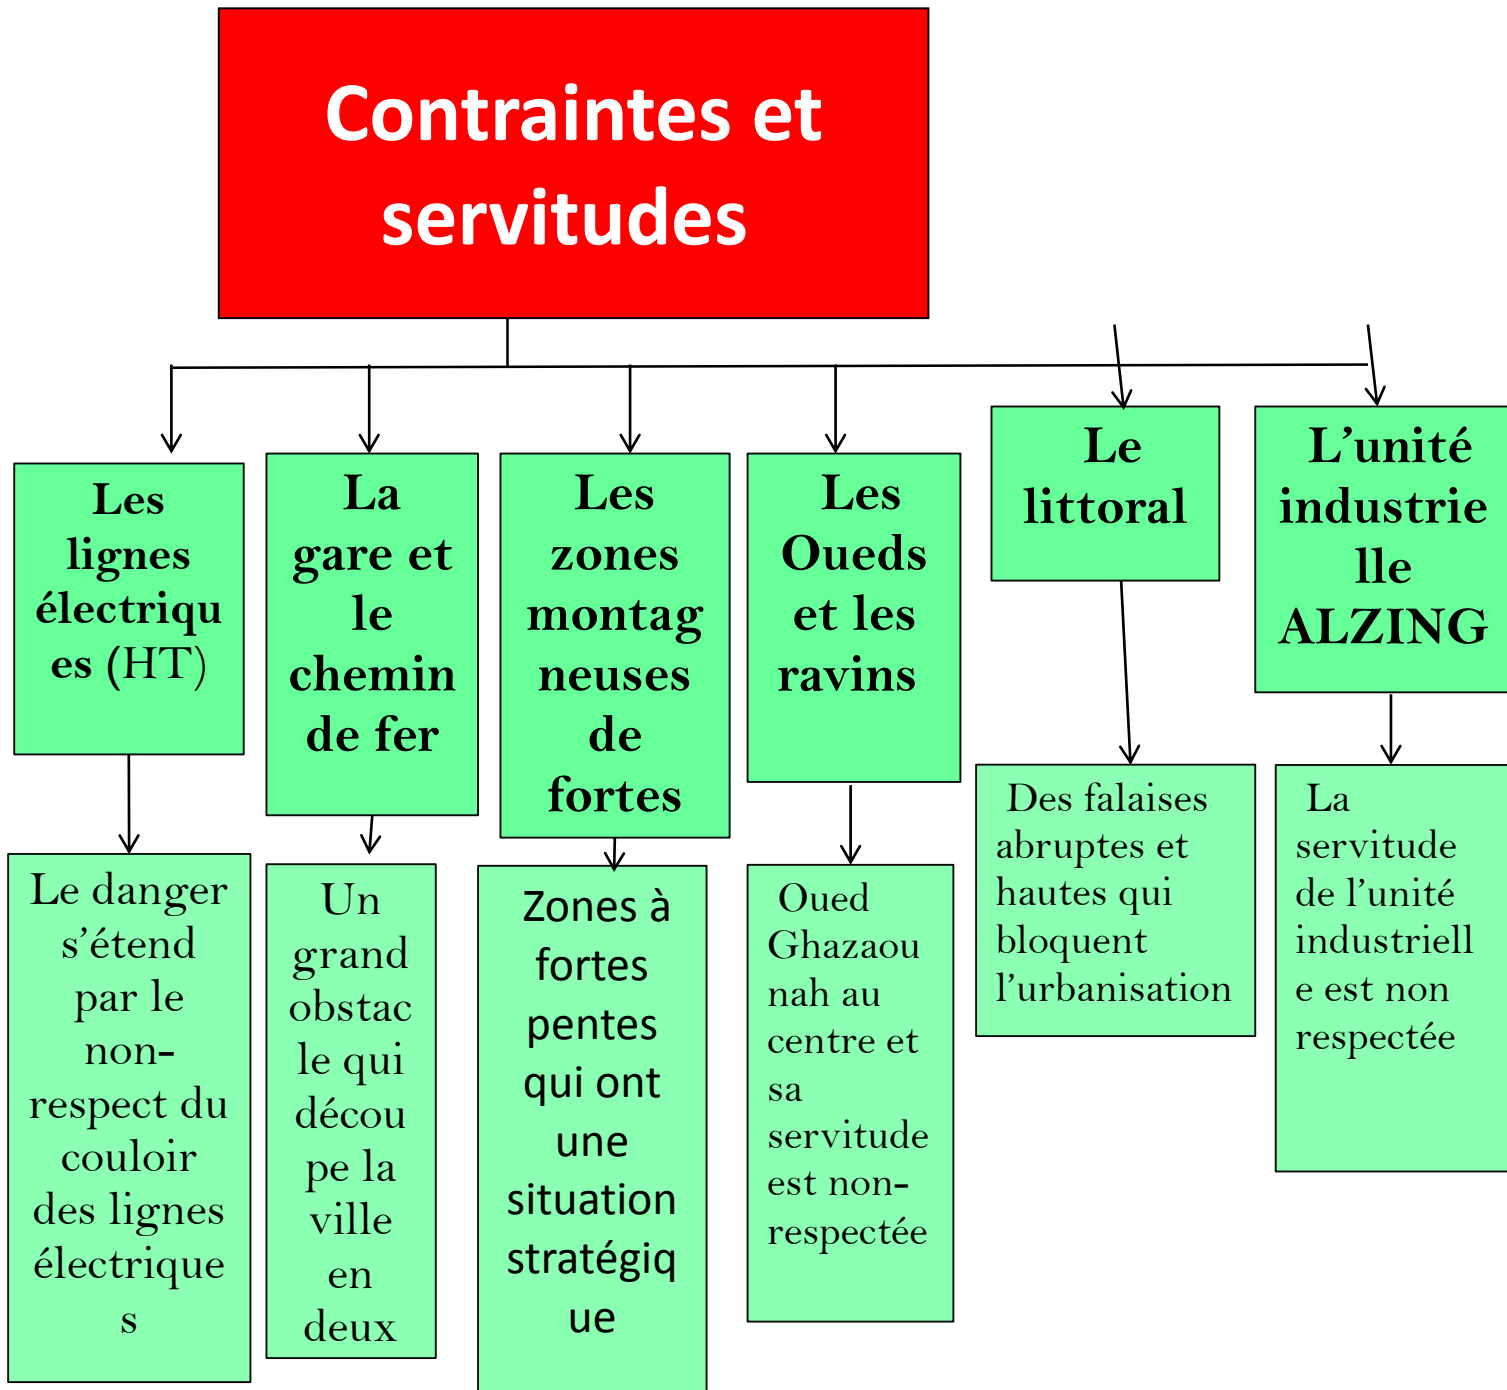 Contraintes et
servitudes
Les
lignes
électriqu
es (HT)
La
gare et
le
chemin
de fer
Les
zones
montag
neuses
de
fortes
Les
Oueds
et les
ravins
Le
littoral
L’unité
industrie
lle
ALZING
Le danger
s’étend
par le
non-
respect du
couloir
des lignes
électrique
s
Un
grand
obstac
le qui
décou
pe la
ville
en
deux
Zones à
fortes
pentes
qui ont
une
situation
stratégiq
ue
Oued
Ghazaou
nah au
centre et
sa
servitude
est non-
respectée
Des falaises
abruptes et
hautes qui
bloquent
l’urbanisation
La
servitude
de l’unité
industriell
e est non
respectée